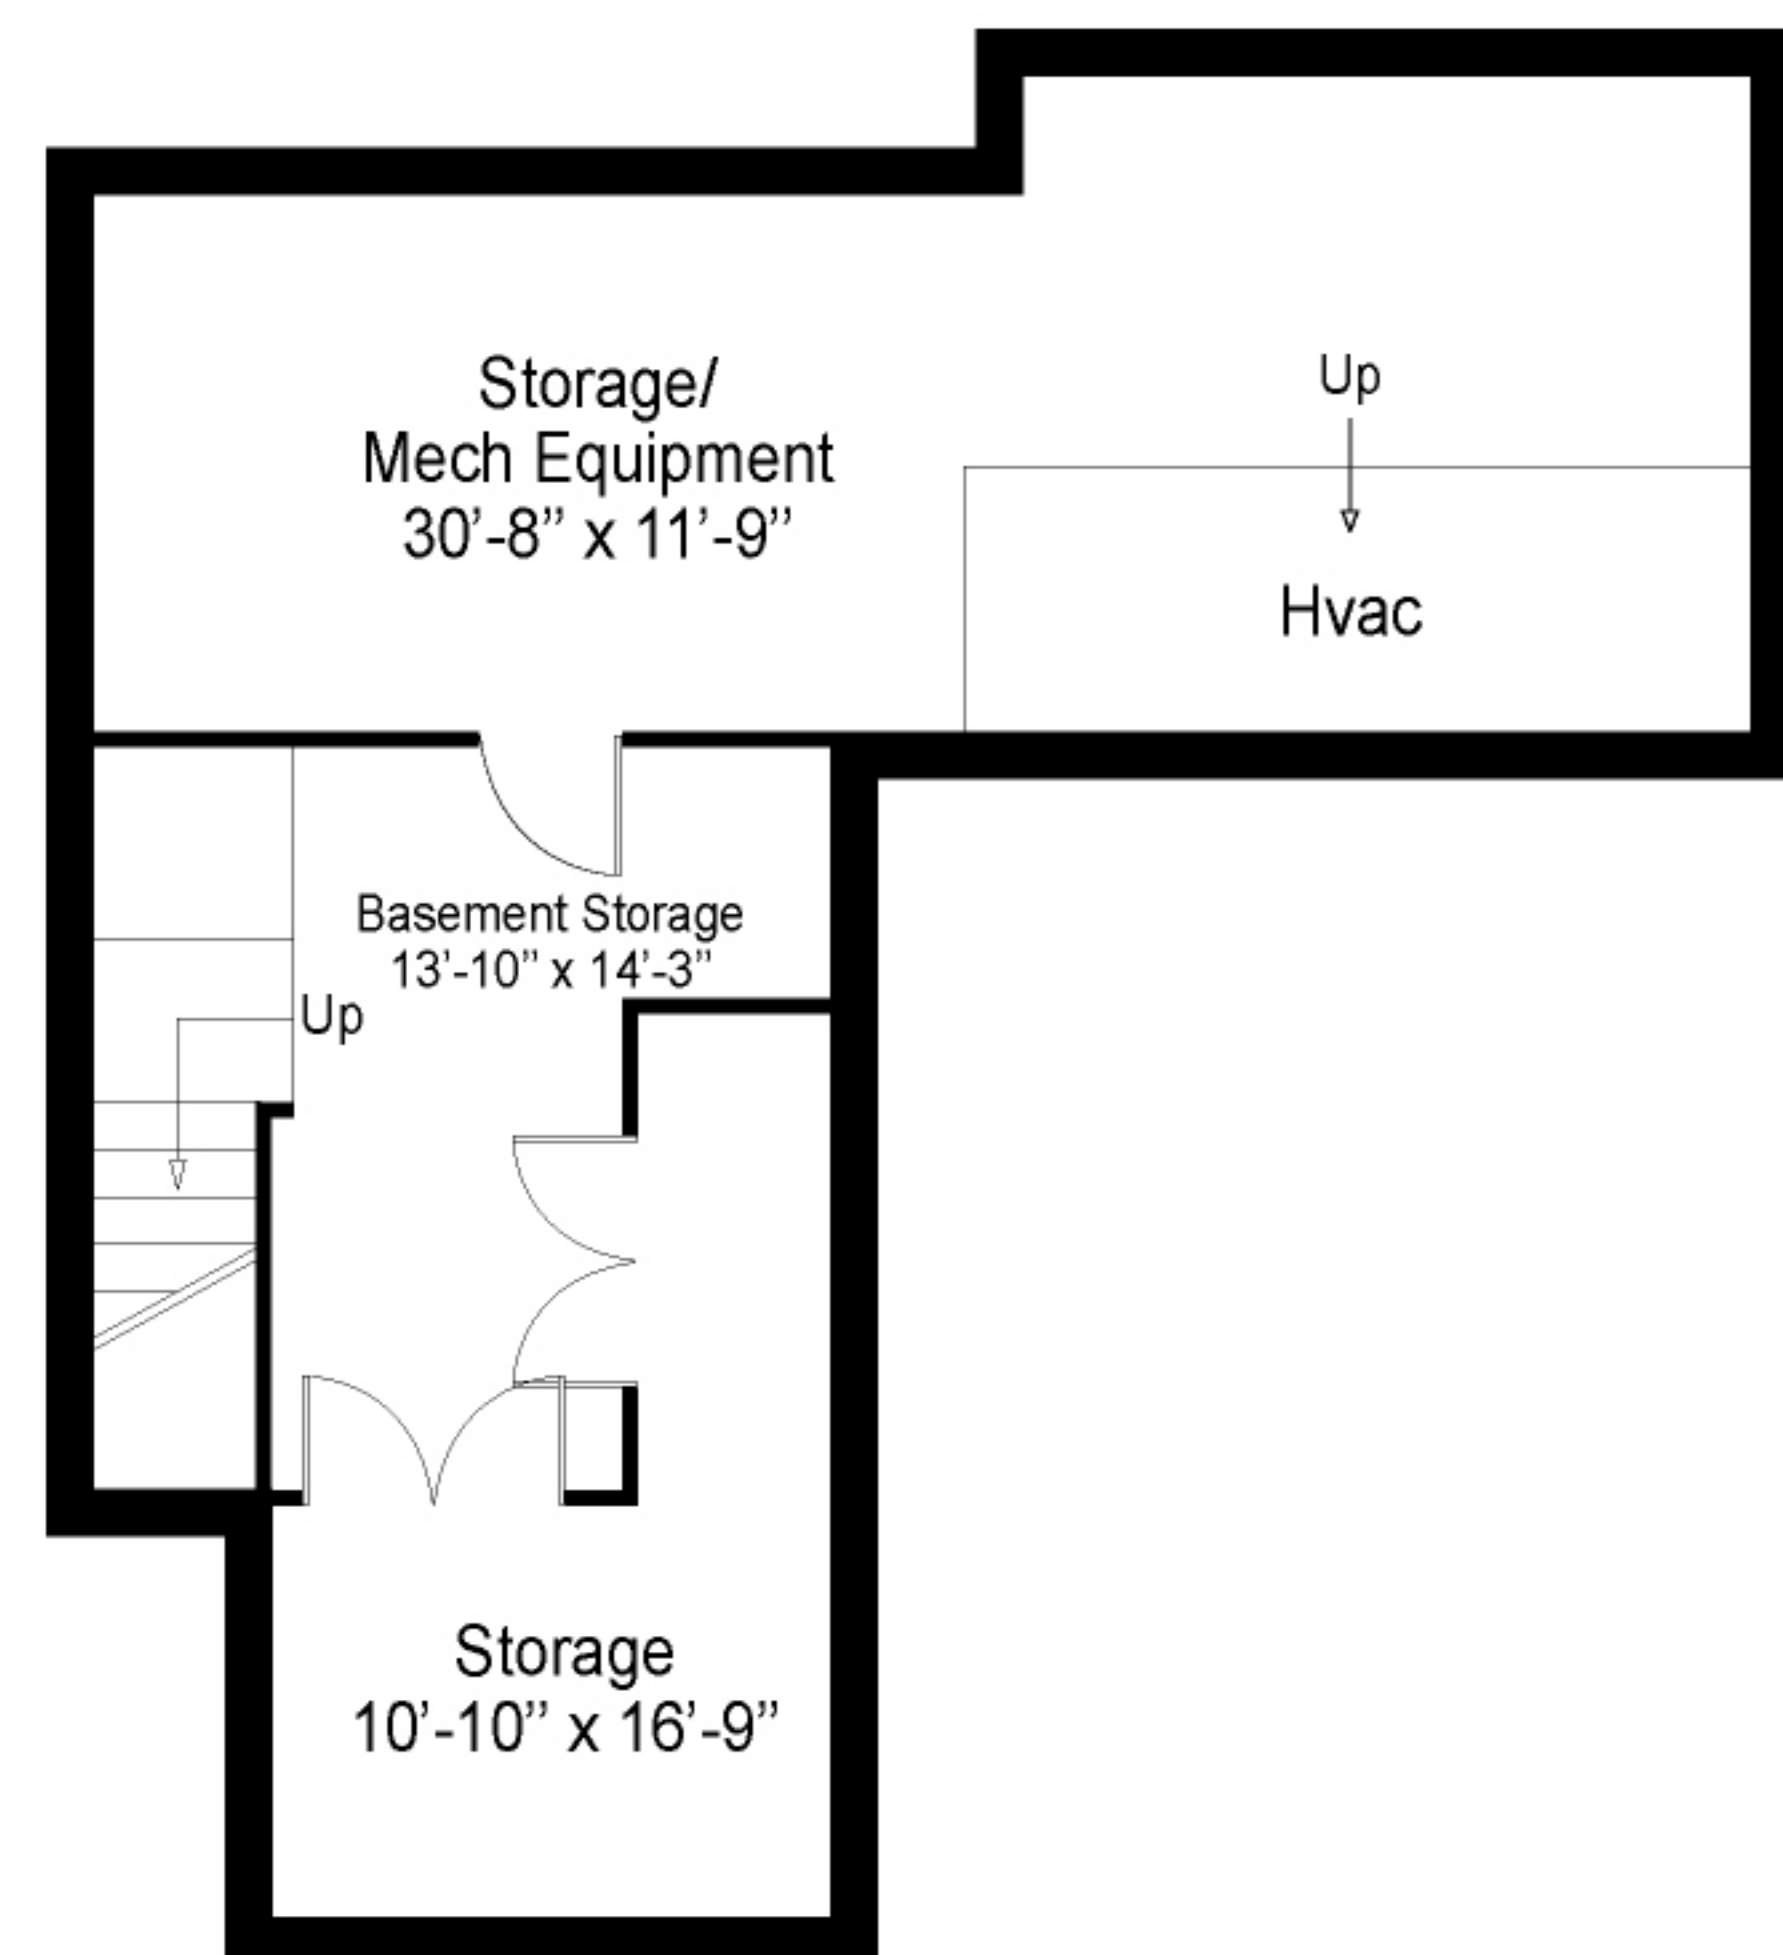 Storage/
Mech Equipment
30’-8” x 11’-9”
Up
Hvac
Basement Storage
13’-10” x 14’-3”
Up
Storage
10’-10” x 16’-9”